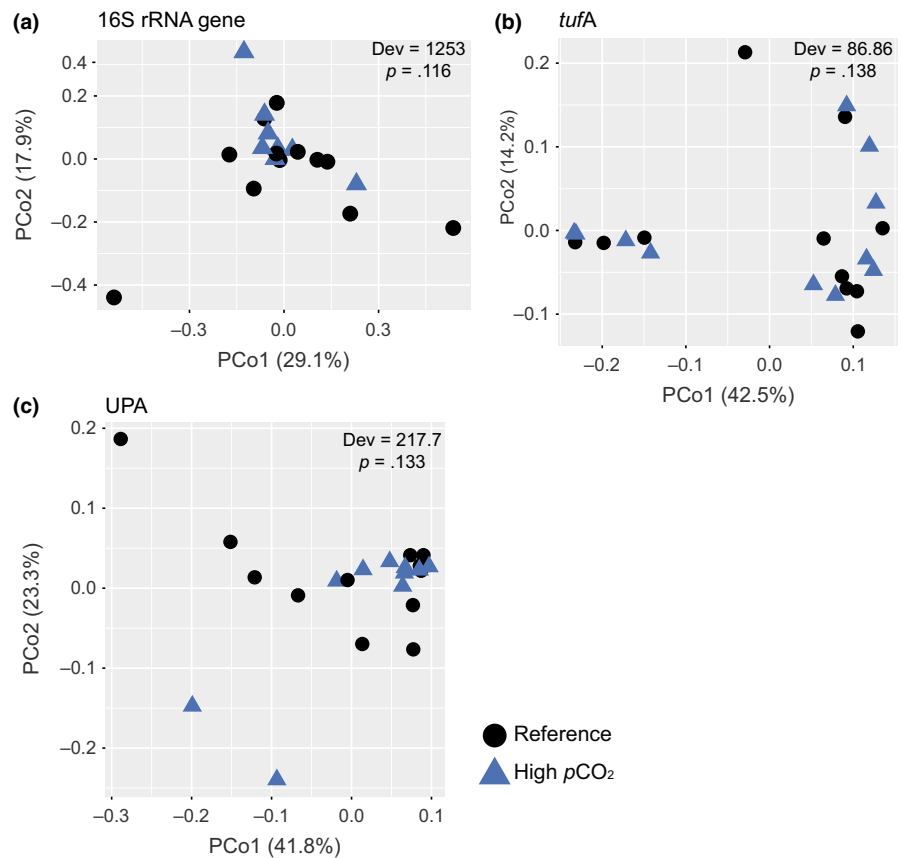 (a) 16S rRNA gene
Dev = 1253
p = .116
0.4
0.2
0.0
−0.2
−0.4
PCo2 (17.9%)
−0.3 0.0 0.3
PCo1 (29.1%)
(b) tufA
Dev = 86.86
p = .138
0.2
0.1
0.0
−0.1
PCo2 (14.2%)
−0.2 −0.1 0.0 0.1
PCo1 (42.5%)
(c) UPA
Dev = 217.7
p = .133
0.2
0.1
0.0
−0.1
−0.2
PCo2 (23.3%)
−0.3 −0.2 −0.1 0.0 0.1
PCo1 (41.8%)
Reference
High pCO₂